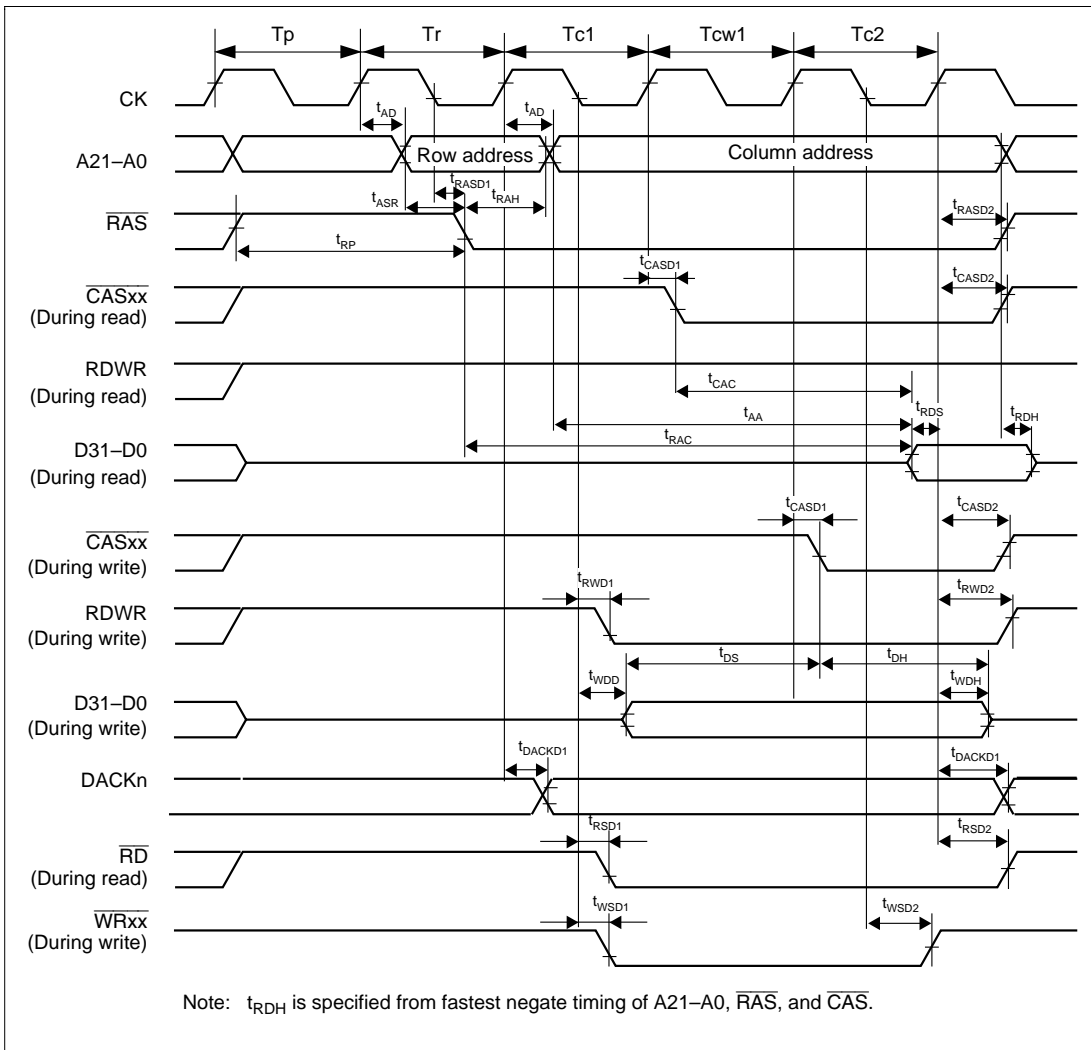 Tp Tr Tc1 Tcw1 Tc2
CK
tAD tAD
A21–A0 Row address Column address
tRASD1
tASR tRAH tRASD2
RAS
tRP
tCASD1 tCASD2
CASxx
(During read)
RDWR
(During read)
tCAC
tRDS tRDH
tAA
tRAC
D31–D0
(During read)
tCASD1 tCASD2
CASxx
(During write)
tRWD1 tRWD2
RDWR
(During write)
tDS tDH
tWDD tWDH
D31–D0
(During write)
tDACKD1 tDACKD1
DACKn
tRSD1 tRSD2
RD
(During read)
tWSD1 tWSD2
WRxx
(During write)
Note: tRDH is specified from fastest negate timing of A21–A0, RAS, and CAS.